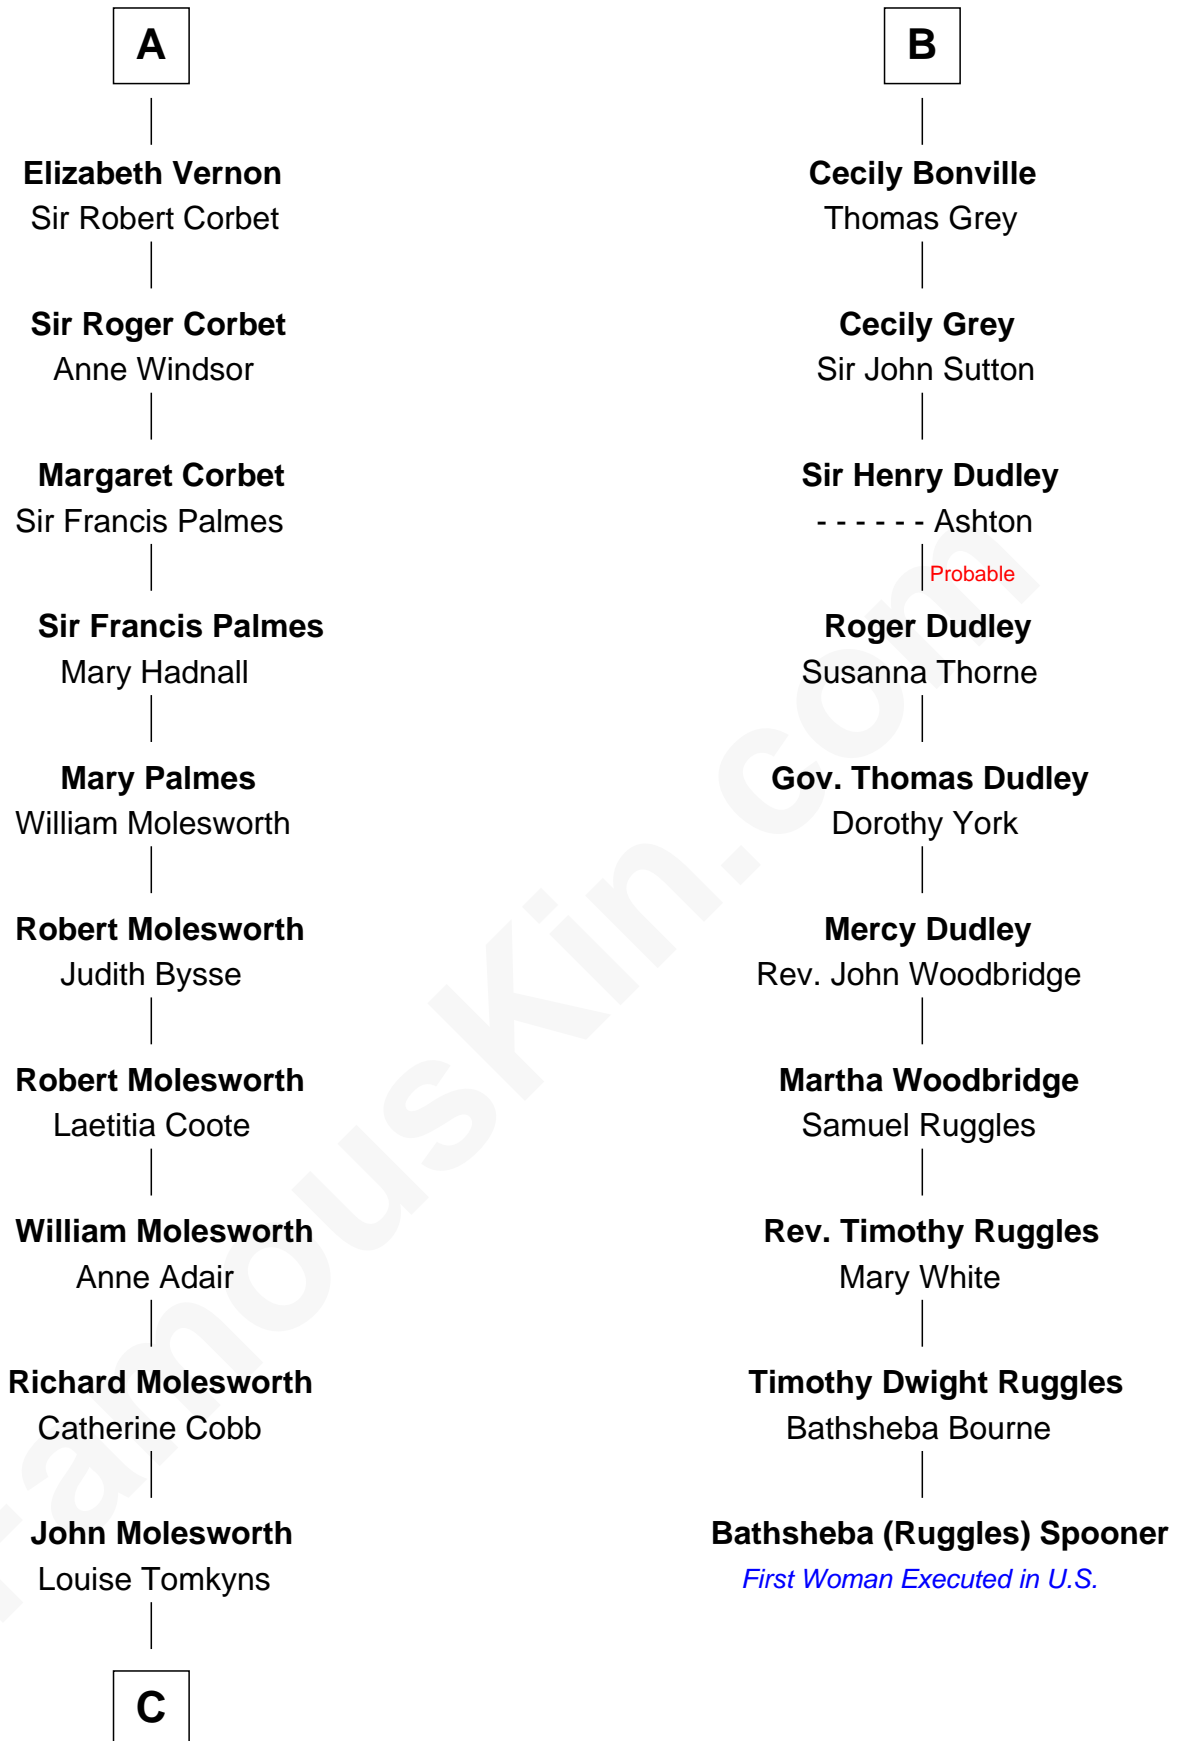 A
Elizabeth Vernon
Sir Robert Corbet
Sir Roger Corbet
Anne Windsor
Margaret Corbet
Sir Francis Palmes
Sir Francis Palmes
Mary Hadnall
Mary Palmes
William Molesworth
Robert Molesworth
Judith Bysse
Robert Molesworth
Laetitia Coote
William Molesworth
Anne Adair
Richard Molesworth
Catherine Cobb
John Molesworth
Louise Tomkyns
C
B
Cecily Bonville
Thomas Grey
Cecily Grey
Sir John Sutton
Sir Henry Dudley
- - - - - - Ashton
Probable
Roger Dudley
Susanna Thorne
Gov. Thomas Dudley
Dorothy York
Mercy Dudley
Rev. John Woodbridge
Martha Woodbridge
Samuel Ruggles
Rev. Timothy Ruggles
Mary White
Timothy Dwight Ruggles
Bathsheba Bourne
Bathsheba (Ruggles) Spooner
First Woman Executed in U.S.
FamousKin.com